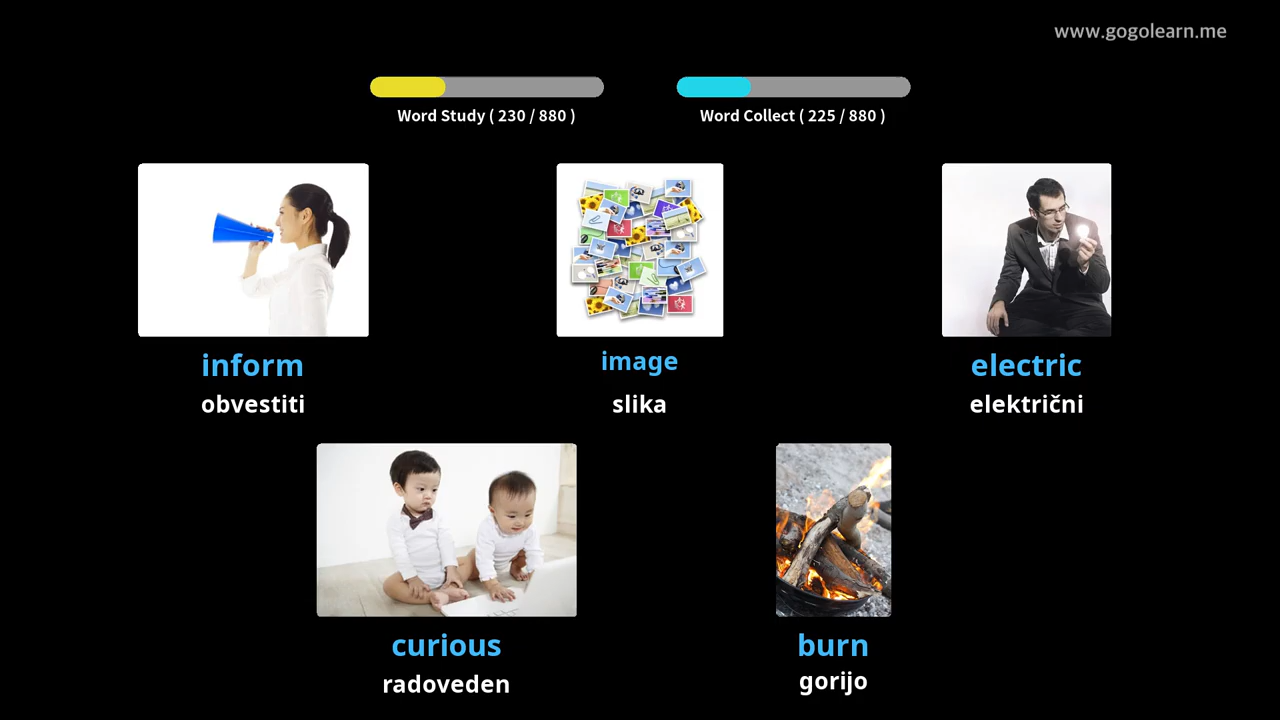 www.gogolearn.me
Word Study ( 230 / 880 )
Word Collect ( 225 / 880 )
inform
obvestiti
image
slika
electric
električni
curious
radoveden
burn
gorijo